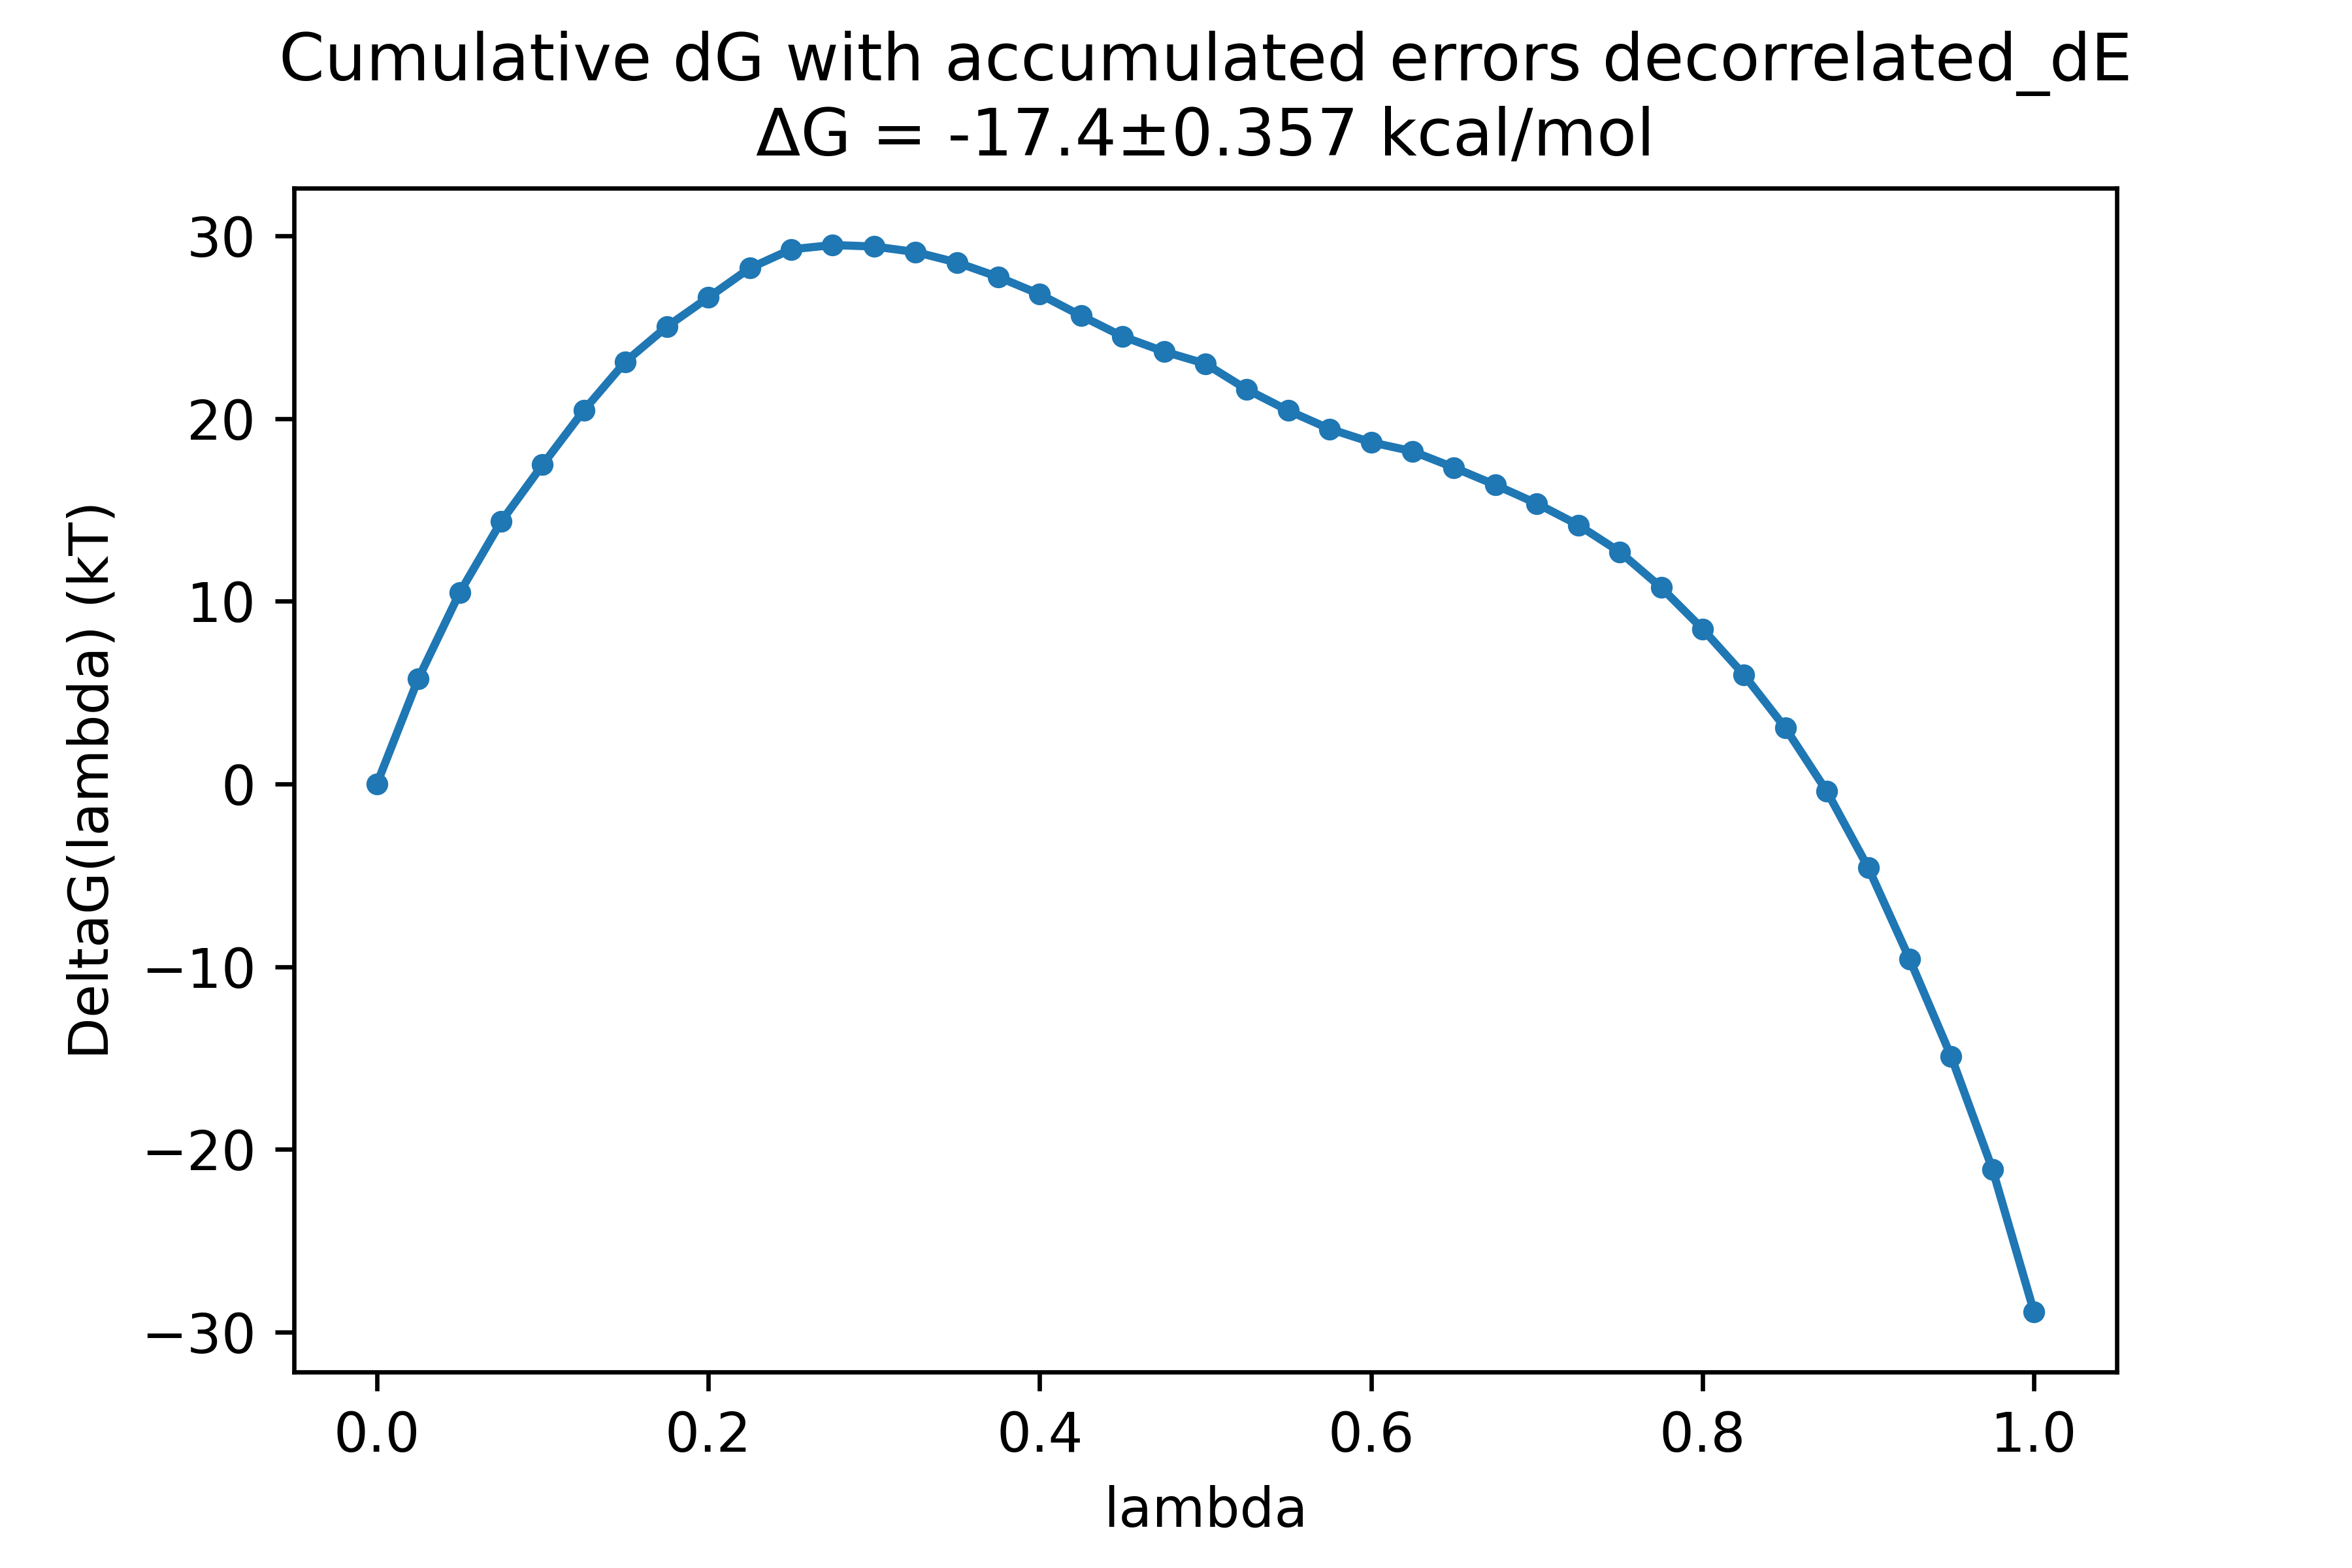 Cumulative dG with accumulated errors decorrelated_dE
ΔG = -17.4±0.357 kcal/mol
DeltaG(lambda) (kT)
30
20
10
0
−10
−20
−30
0.0 0.2 0.4 0.6 0.8 1.0
lambda